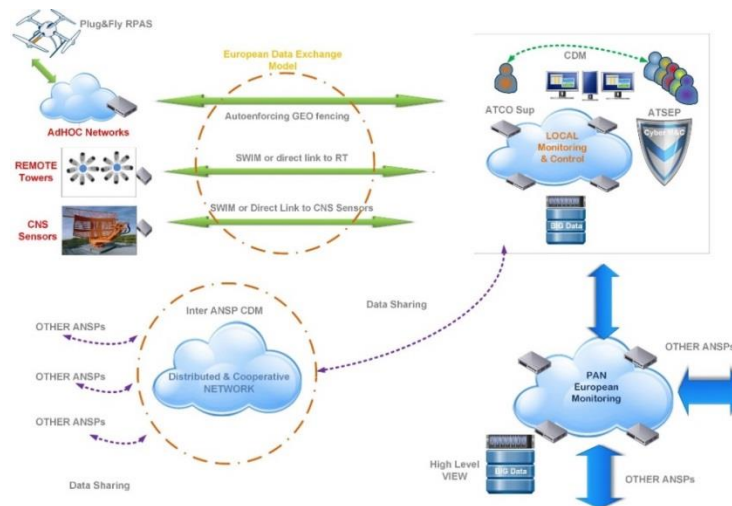 Plug&Fly RPAS
European Data Exchange
Model
CDM
ATCO Sup
ATSEP
AdHOC Networks
Autoenforcing GEO fencing
LOCAL
Monitoring
& Control
Cyber M&C
REMOTE
Towers
SWIM or direct link to RT
CNS
Sensors
SWIM or Direct Link to CNS Sensors
BIG Data
Data Sharing
Inter ANSP CDM
OTHER ANSPs
OTHER ANSPs
OTHER ANSPs
Distributed & Cooperative
NETWORK
Data Sharing
PAN
European
Monitoring
OTHER ANSPs
High Level
VIEW
BIG Data
OTHER ANSPs